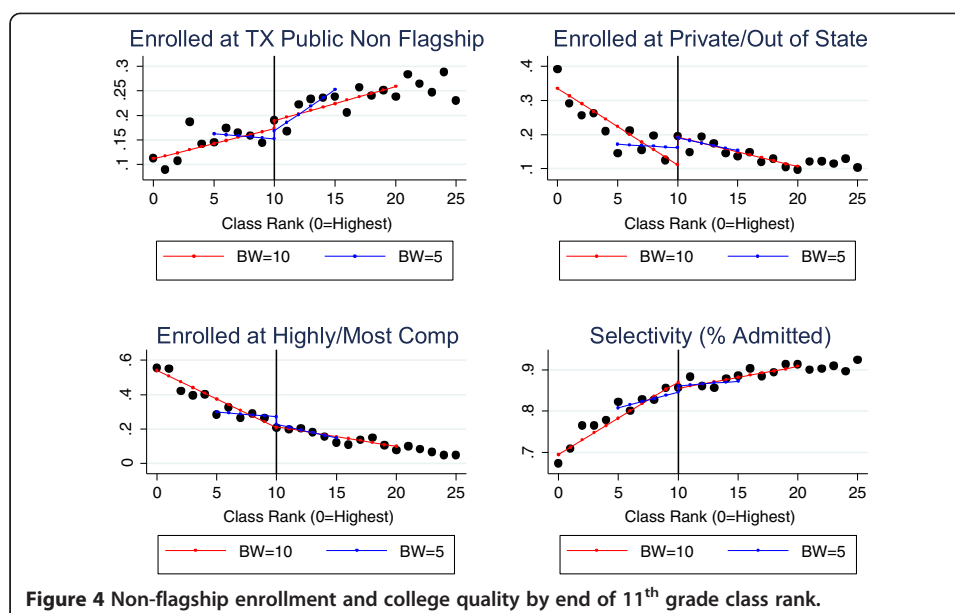 Enrolled at TX Public Non Flagship
.3
.25
.2
.15
.1
0 5 10 15 20 25
Class Rank (0=Highest)
BW=10 BW=5
Enrolled at Private/Out of State
.4
.3
.2
.1
0 5 10 15 20 25
Class Rank (0=Highest)
BW=10 BW=5
Enrolled at Highly/Most Comp
.6
.4
.2
0
0 5 10 15 20 25
Class Rank (0=Highest)
BW=10 BW=5
Selectivity (% Admitted)
.9
.8
.7
0 5 10 15 20 25
Class Rank (0=Highest)
BW=10 BW=5
Figure 4 Non-flagship enrollment and college quality by end of 11th grade class rank.